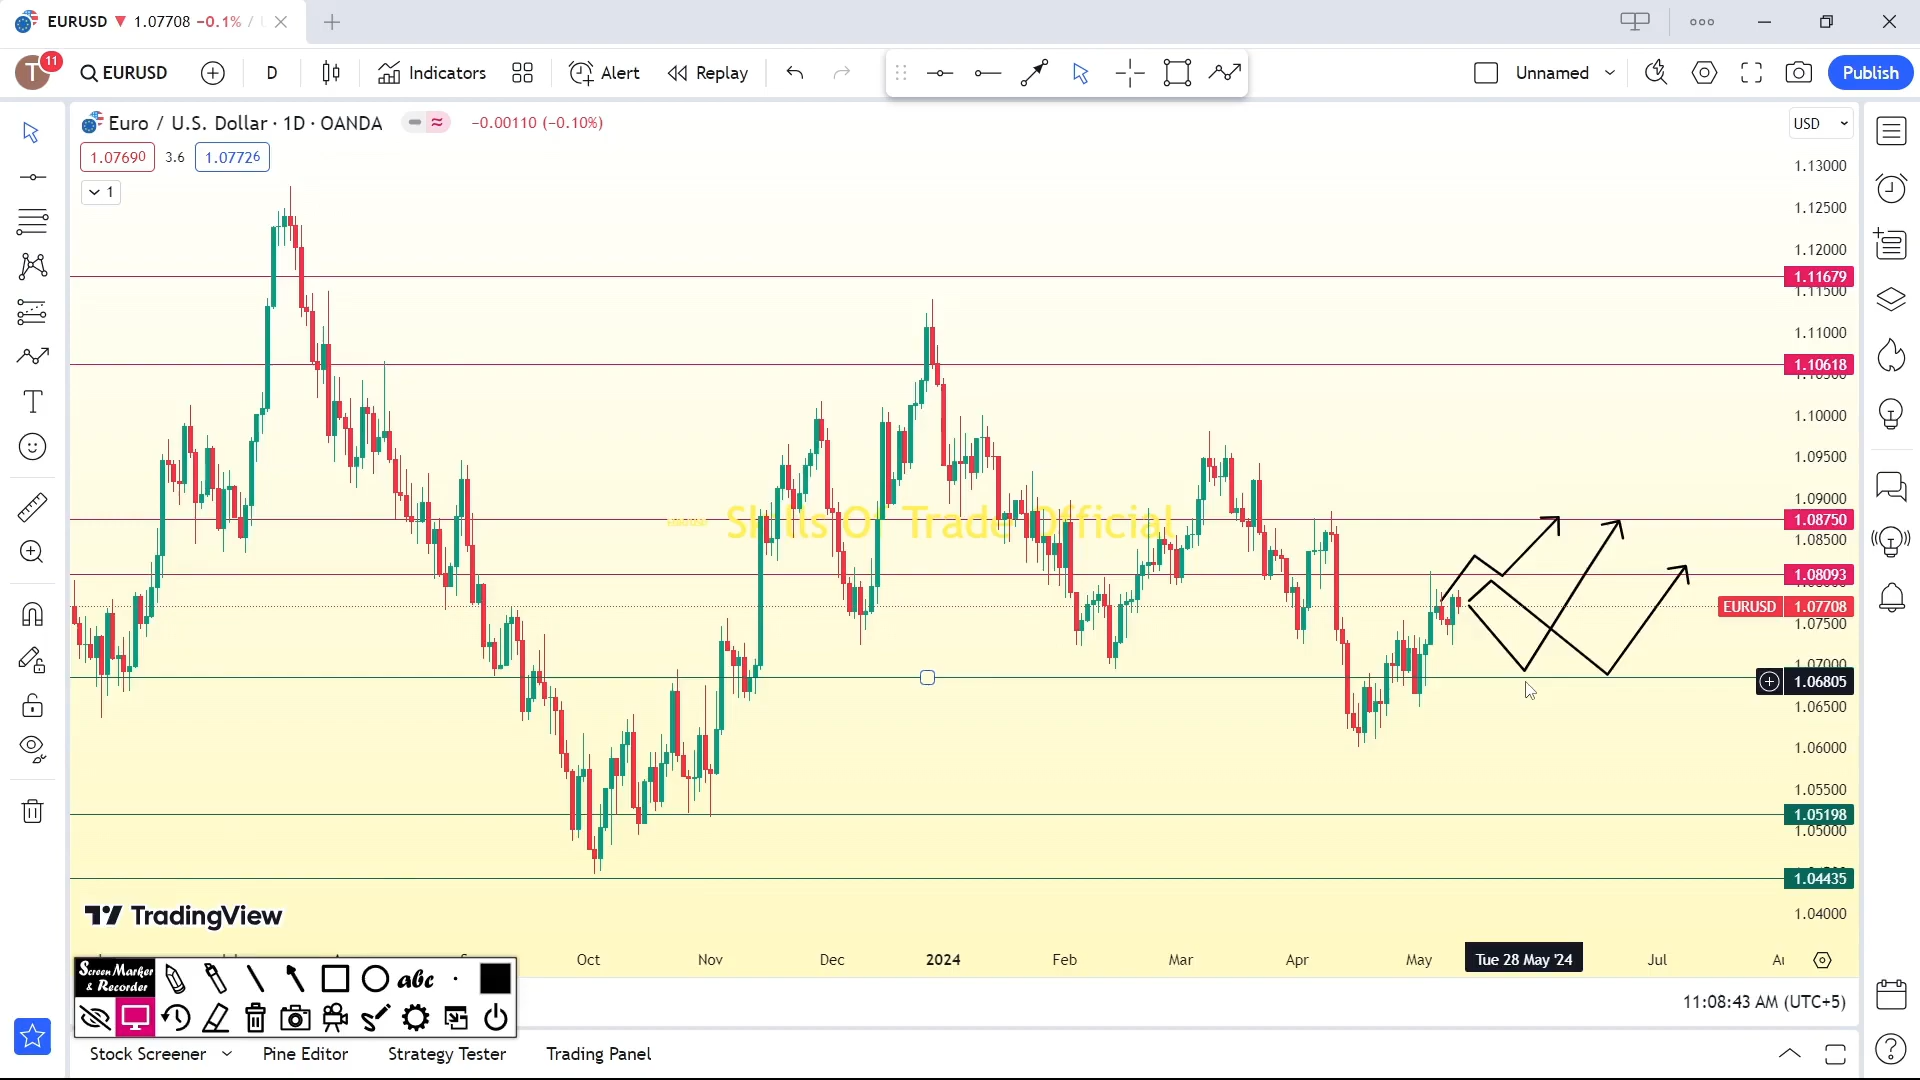 EURUSD ▼ 1.07708 −0.1% /
T 11 EURUSD D Indicators Alert Replay Unnamed Publish
Euro / U.S. Dollar · 1D · OANDA −0.00110 (−0.10%) USD
1.07690 3.6 1.07726
1
1.13000
1.12500
1.12000
1.11679
1.11500
1.11000
1.10618
1.10500
1.10000
1.09500
1.09000
Skills Of Trade Official
1.08750
1.08500
1.08093
EURUSD 1.07708
1.07500
1.07000
1.06805
1.06500
1.06000
1.05500
1.05198
1.05000
1.04435
TradingView
1.04000
Oct Nov Dec 2024 Feb Mar Apr May Tue 28 May '24 Jul
Screen Marker
& Recorder
abc
11:08:43 AM (UTC+5)
Stock Screener Pine Editor Strategy Tester Trading Panel